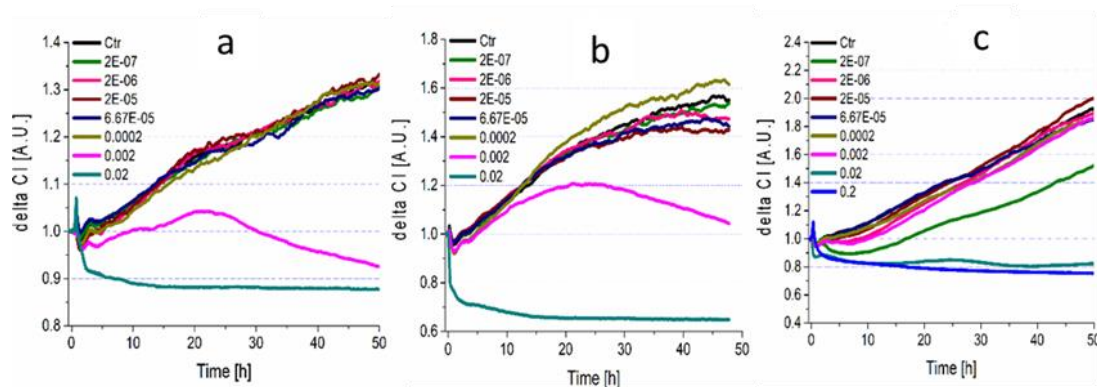 a
delta CI [A.U.]
1.4
1.3
1.2
1.1
1.0
0.9
0.8
Ctr
2E-07
2E-06
2E-05
6.67E-05
0.0002
0.002
0.02
0 10 20 30 40 50
Time [h]
b
delta CI [A.U.]
1.8
1.6
1.4
1.2
1.0
0.8
0.6
Ctr
2E-07
2E-06
2E-05
6.67E-05
0.0002
0.002
0.02
0 10 20 30 40 50
Time [h]
c
delta CI [A.U.]
2.4
2.2
2.0
1.8
1.6
1.4
1.2
1.0
0.8
0.6
0.4
Ctr
2E-07
2E-06
2E-05
6.67E-05
0.0002
0.002
0.02
0.2
0 10 20 30 40 50
Time [h]